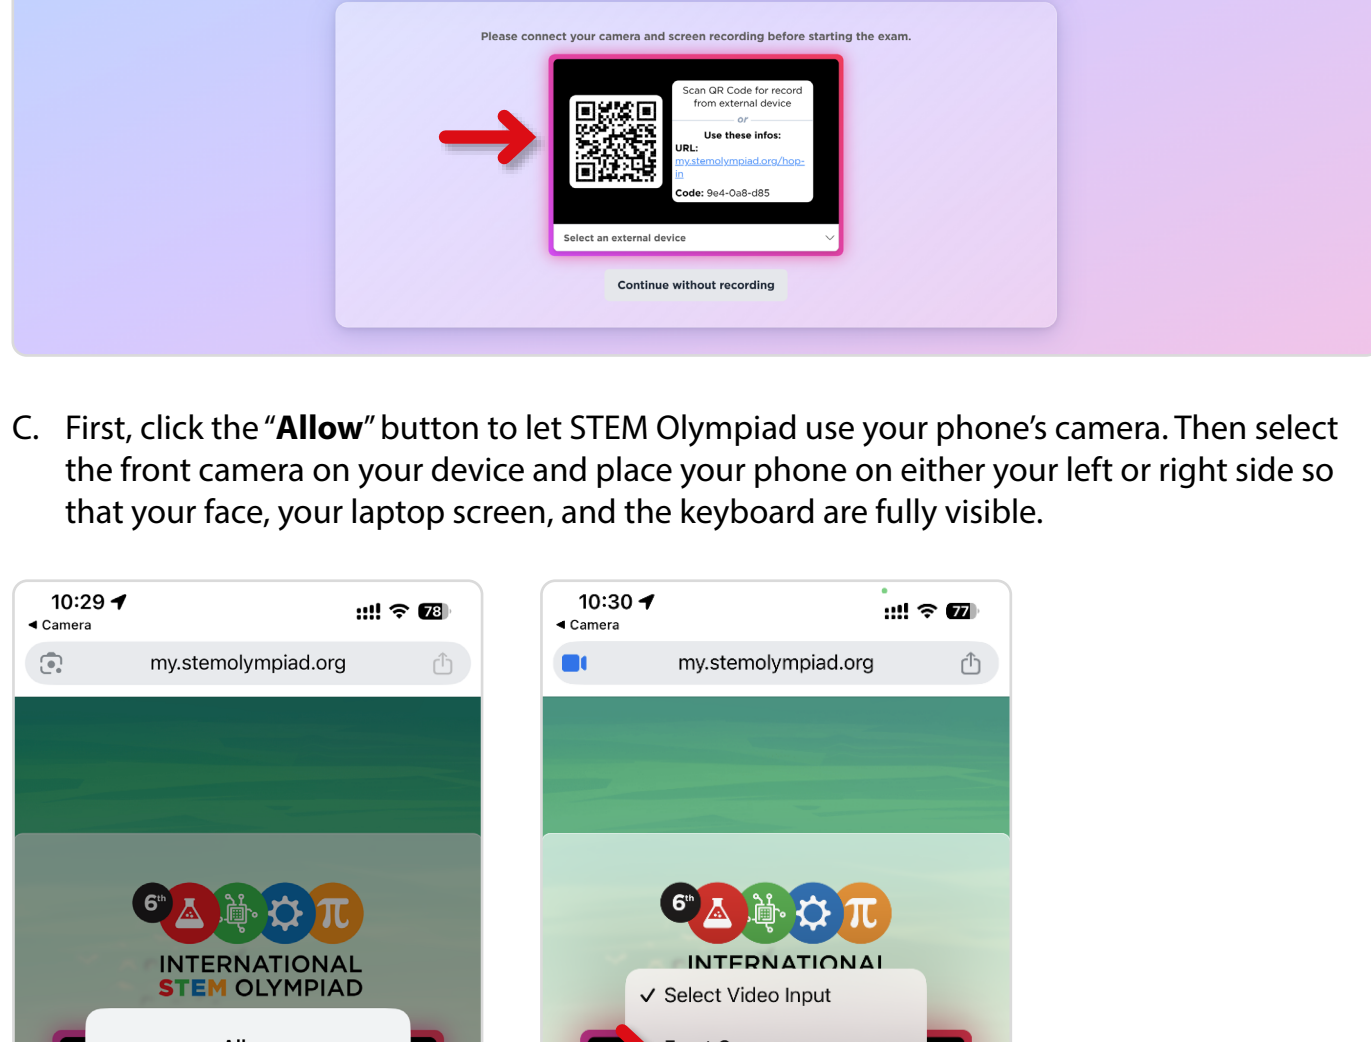 Please connect your camera and screen recording before starting the exam.
Scan QR Code for record
from external device
or
Use these infos:
URL:
my.stemolympiad.org/hop-
in
Code: 9e4-0a8-d85
Select an external device
Continue without recording
C. First, click the “Allow” button to let STEM Olympiad use your phone’s camera. Then select
the front camera on your device and place your phone on either your left or right side so
that your face, your laptop screen, and the keyboard are fully visible.
10:29
78
◀ Camera
my.stemolympiad.org
6th
π
INTERNATIONAL
STEM OLYMPIAD
10:30
77
◀ Camera
my.stemolympiad.org
6th
π
INTERNATIONAL
✓ Select Video Input